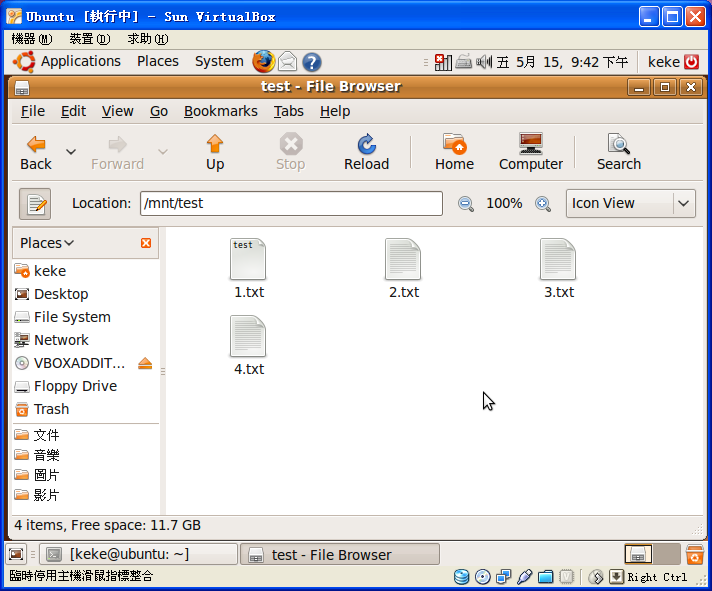 Ubuntu [執行中] - Sun VirtualBox
機器(M) 裝置(D) 求助(H)
Applications Places System 五 5月 15, 9:42 下午 keke
test - File Browser
File Edit View Go Bookmarks Tabs Help
Back Forward Up Stop Reload Home Computer Search
Location: /mnt/test 100% Icon View
Places
keke
Desktop
File System
Network
VBOXADDIT...
Floppy Drive
Trash
文件
音樂
圖片
影片
test
1.txt 2.txt 3.txt
4.txt
4 items, Free space: 11.7 GB
[keke@ubuntu: ~] test - File Browser
臨時停用主機滑鼠指標整合 Right Ctrl